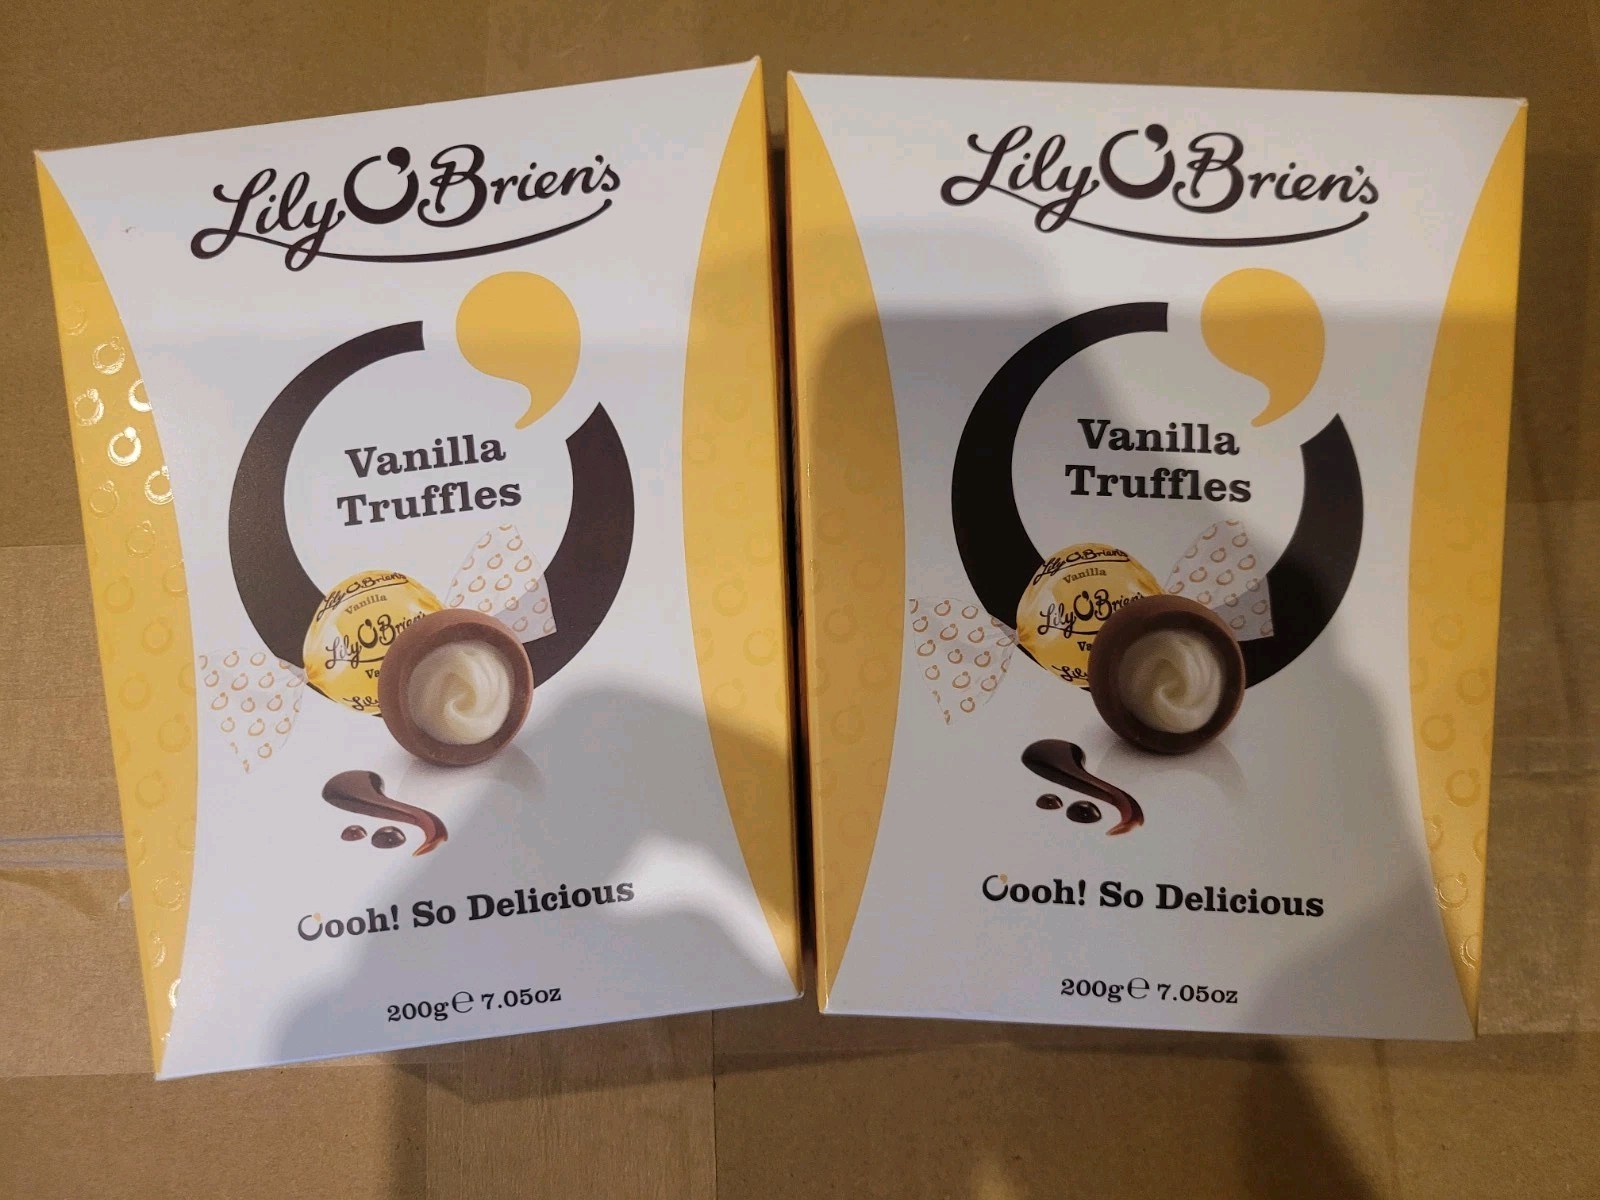 Lily O'Brien's
Vanilla
Truffles
Lily O'Brien's
Vanilla
Lily O'Brien's
Oooh! So Delicious
200g℮ 7.05oz
Lily O'Brien's
Vanilla
Truffles
Lily O'Brien's
Vanilla
Lily O'Brien's
Oooh! So Delicious
200g℮ 7.05oz